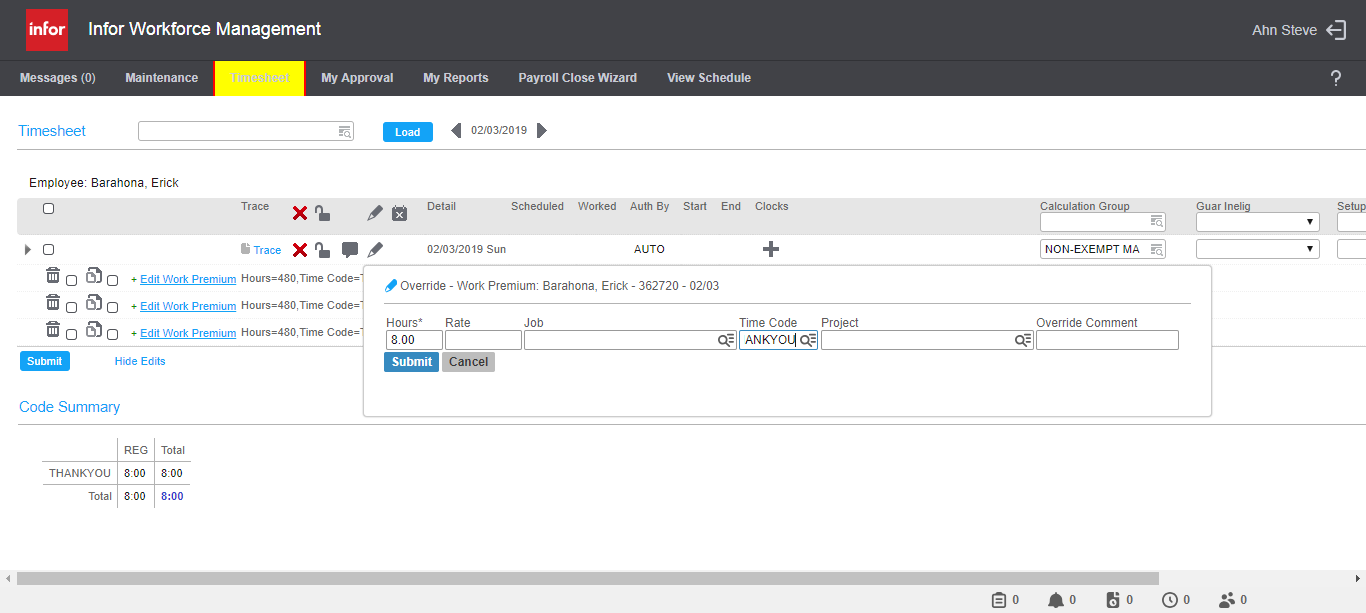 infor Infor Workforce Management Ahn Steve
Messages (0) Maintenance Timesheet My Approval My Reports Payroll Close Wizard View Schedule ?
Timesheet Load 02/03/2019
Employee: Barahona, Erick
Trace Detail Scheduled Worked Auth By Start End Clocks Calculation Group Guar Inelig Setup
Trace 02/03/2019 Sun AUTO NON-EXEMPT MA
+ Edit Work Premium Hours=480,Time Code=T
+ Edit Work Premium Hours=480,Time Code=T
+ Edit Work Premium Hours=480,Time Code=T
Override - Work Premium: Barahona, Erick - 362720 - 02/03
Hours* Rate Job Time Code Project Override Comment
8.00 ANKYOU
Submit Cancel
Submit Hide Edits
Code Summary
REG Total
THANKYOU 8:00 8:00
Total 8:00 8:00
0 0 0 0 0